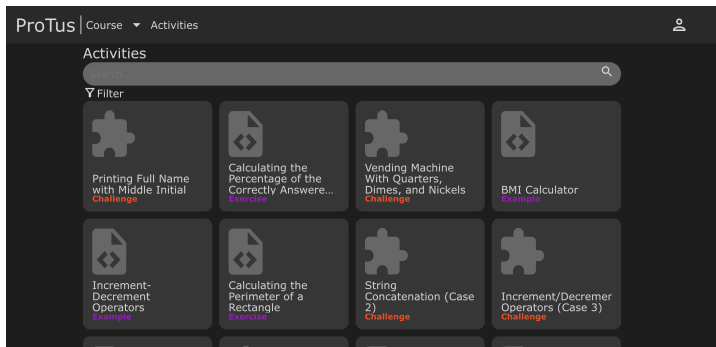 ProTus
Course
Activities
Activities
Search...
Filter
Printing Full Name
with Middle Initial
Challenge
Calculating the
Percentage of the
Correctly Answere...
Exercise
Vending Machine
With Quarters,
Dimes, and Nickels
Challenge
BMI Calculator
Example
Increment-
Decrement
Operators
Example
Calculating the
Perimeter of a
Rectangle
Exercise
String
Concatenation (Case
2)
Challenge
Increment/Decremer
Operators (Case 3)
Challenge